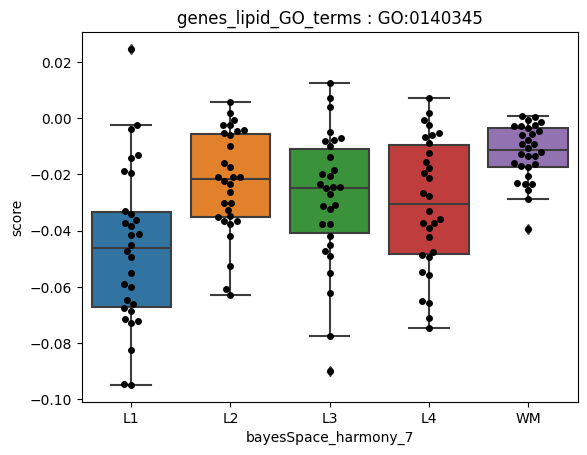 genes_lipid_GO_terms : GO:0140345
score
0.02
0.00
−0.02
−0.04
−0.06
−0.08
−0.10
L1 L2 L3 L4 WM
bayesSpace_harmony_7